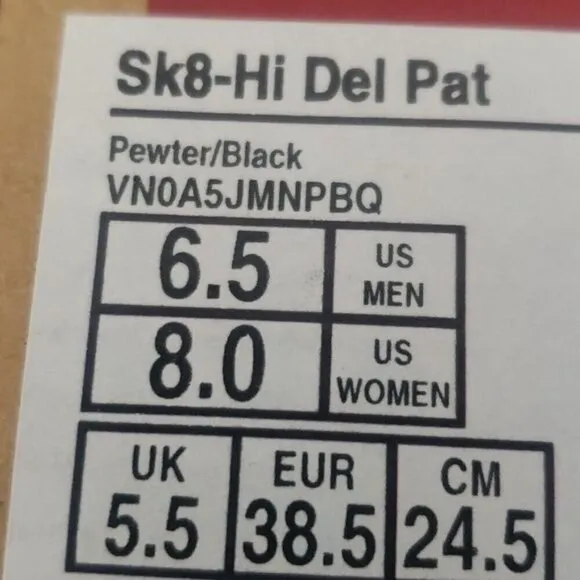 Sk8-Hi Del Pat
Pewter/Black
VN0A5JMNPBQ
6.5 US MEN
8.0 US WOMEN
UK EUR CM
5.5 38.5 24.5